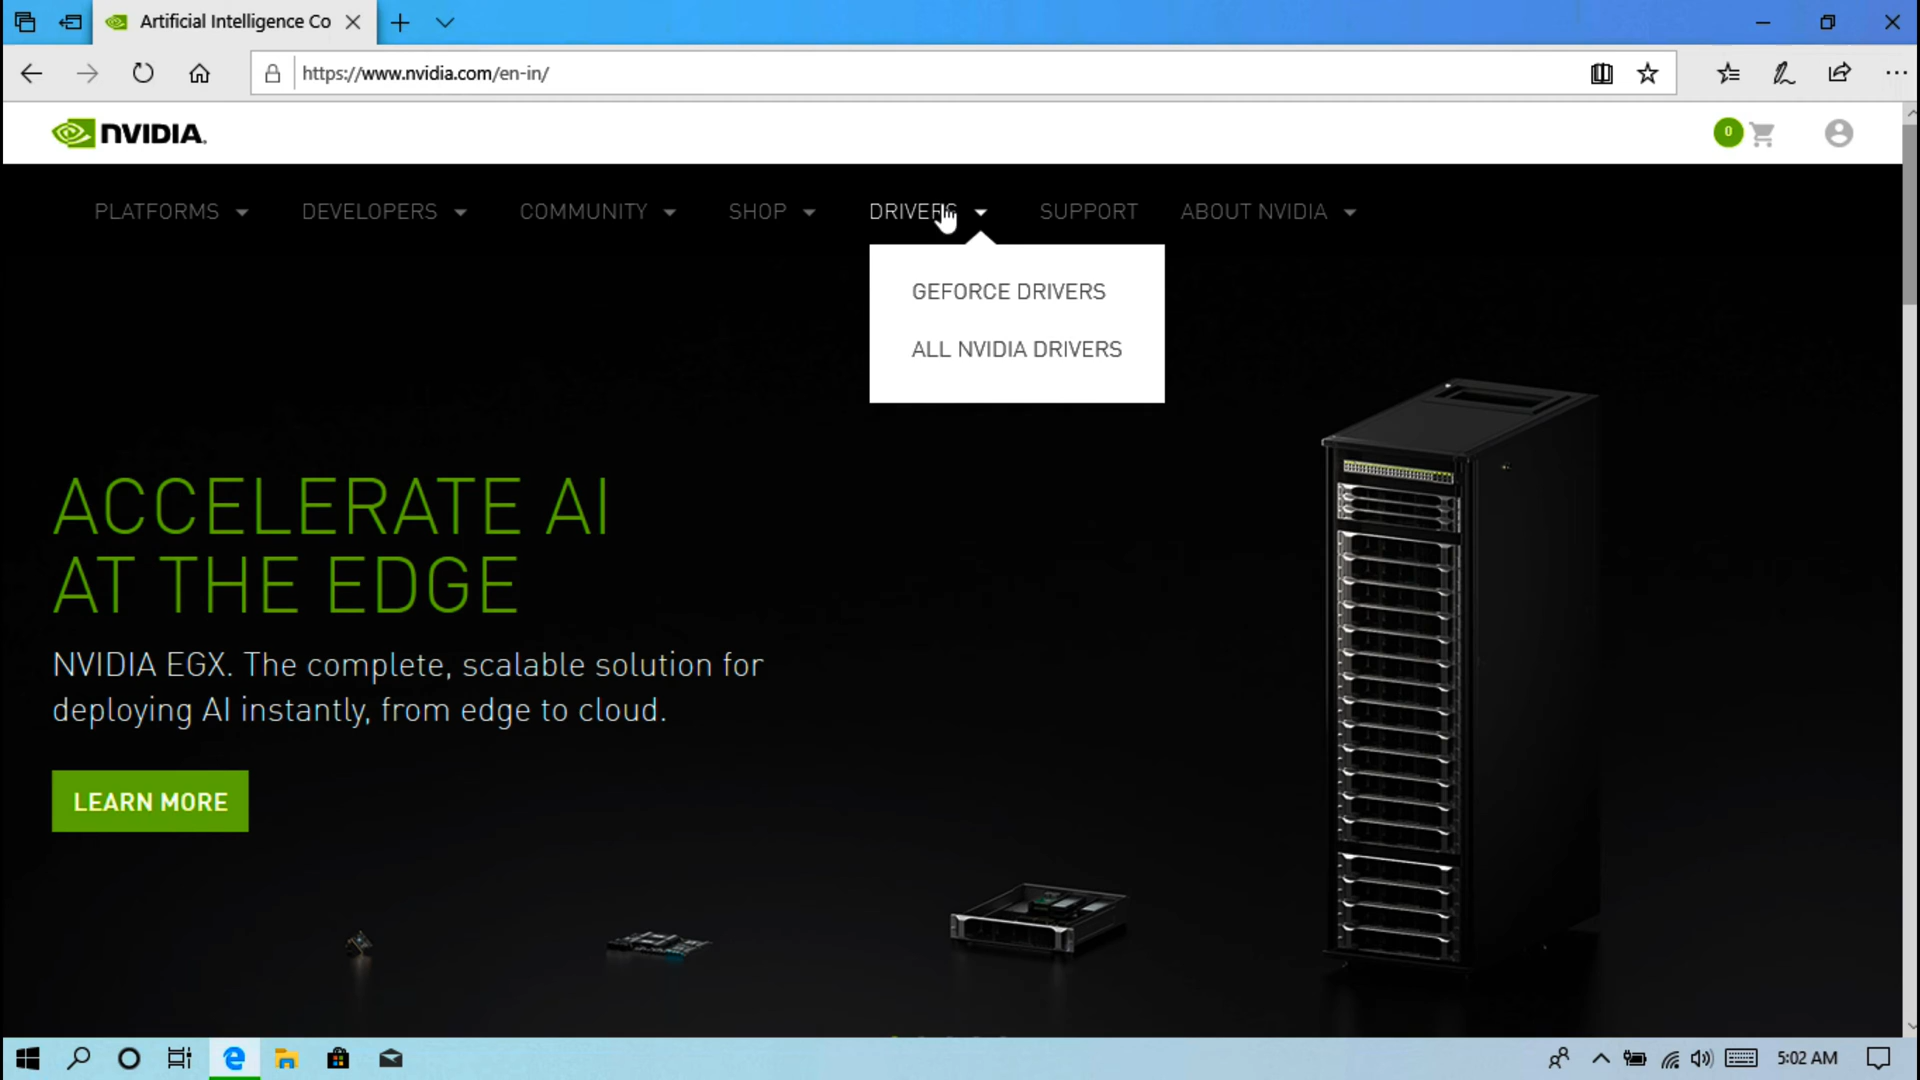 Artificial Intelligence Co
https://www.nvidia.com/en-in/
NVIDIA.
0
PLATFORMS
DEVELOPERS
COMMUNITY
SHOP
DRIVERS
SUPPORT
ABOUT NVIDIA
GEFORCE DRIVERS
ALL NVIDIA DRIVERS
ACCELERATE AI
AT THE EDGE
NVIDIA EGX. The complete, scalable solution for
deploying AI instantly, from edge to cloud.
LEARN MORE
5:02 AM